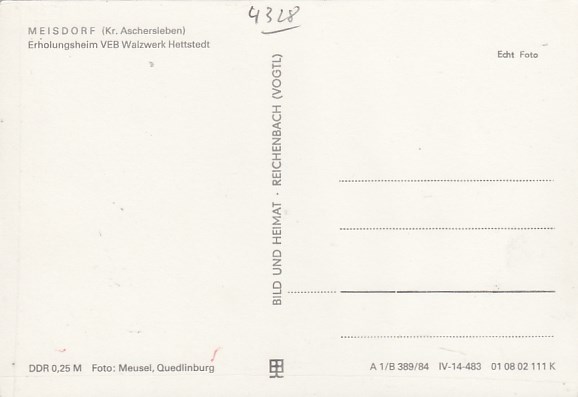 4328
MEISDORF (Kr. Aschersleben)
Erholungsheim VEB Walzwerk Hettstedt
Echt Foto
BILD UND HEIMAT · REICHENBACH (VOGTL)
DDR 0,25 M Foto: Meusel, Quedlinburg
A 1/B 389/84 IV-14-483 01 08 02 111 K